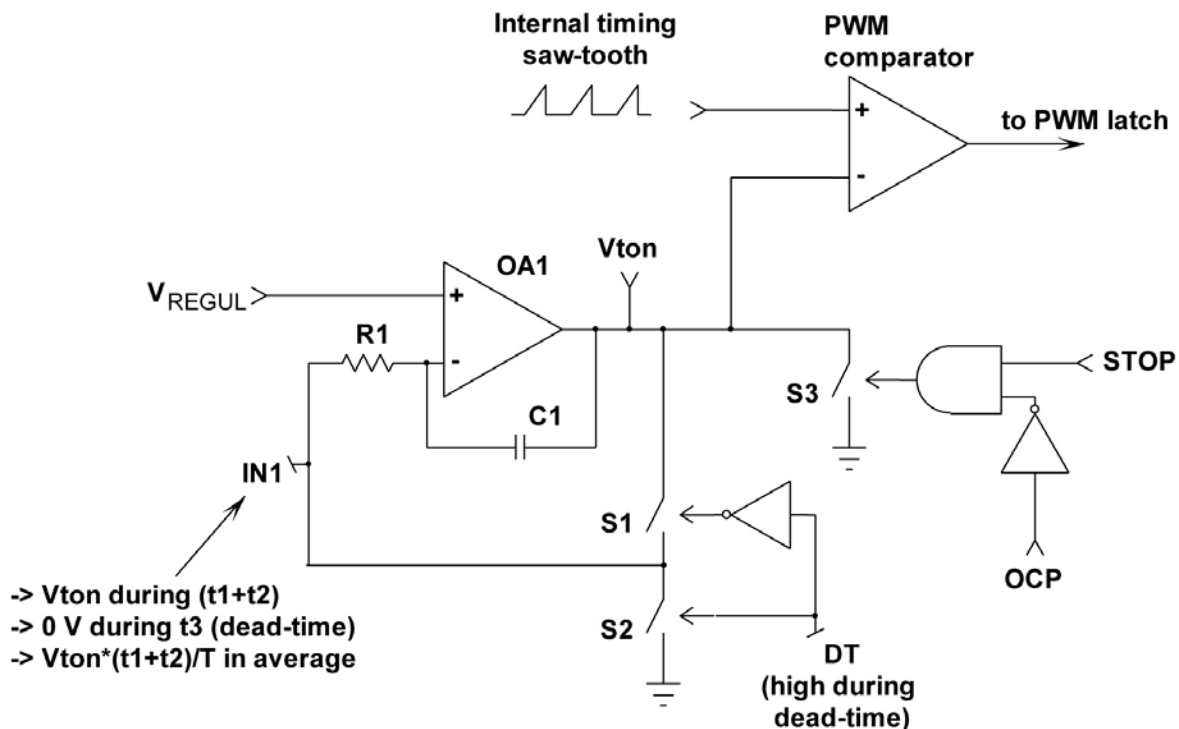 Internal timing
saw-tooth
PWM
comparator
+
-
to PWM latch
Vton
OA1
VREGUL
+
-
R1
C1
S3
STOP
IN1
S1
OCP
-> Vton during (t1+t2)
-> 0 V during t3 (dead-time)
-> Vton*(t1+t2)/T in average
S2
DT
(high during
dead-time)